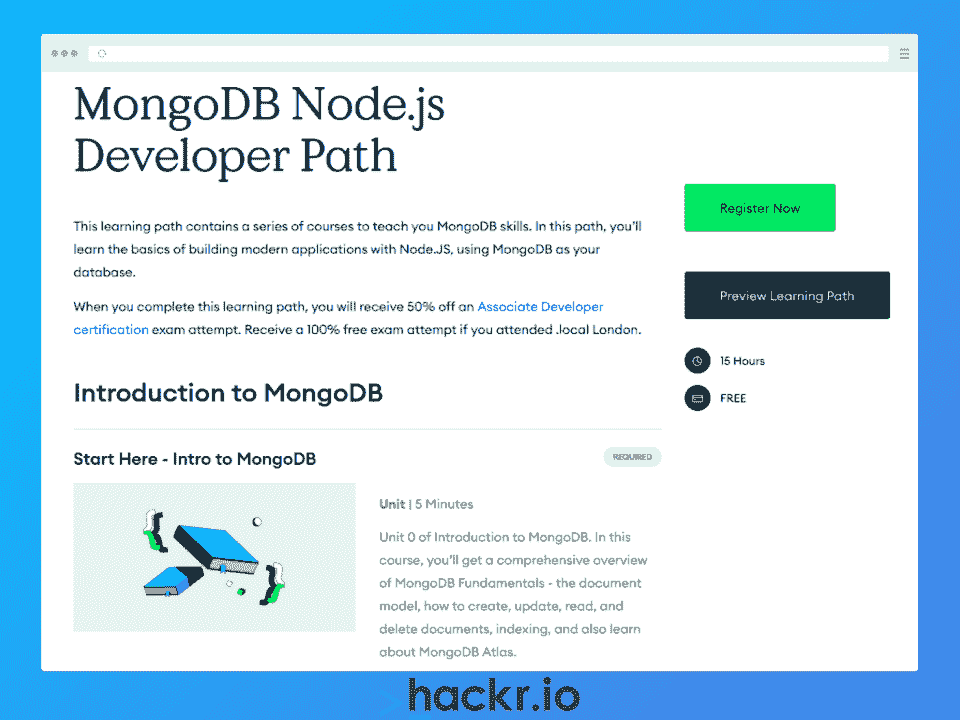 MongoDB Node.js
Developer Path
This learning path contains a series of courses to teach you MongoDB skills. In this path, you'll
learn the basics of building modern applications with Node.JS, using MongoDB as your
database.
When you complete this learning path, you will receive 50% off an Associate Developer
certification exam attempt. Receive a 100% free exam attempt if you attended .local London.
Register Now
Preview Learning Path
15 Hours
FREE
Introduction to MongoDB
Start Here - Intro to MongoDB
REQUIRED
Unit | 5 Minutes
Unit 0 of Introduction to MongoDB. In this
course, you'll get a comprehensive overview
of MongoDB Fundamentals - the document
model, how to create, update, read, and
delete documents, indexing, and also learn
about MongoDB Atlas.
hackr.io